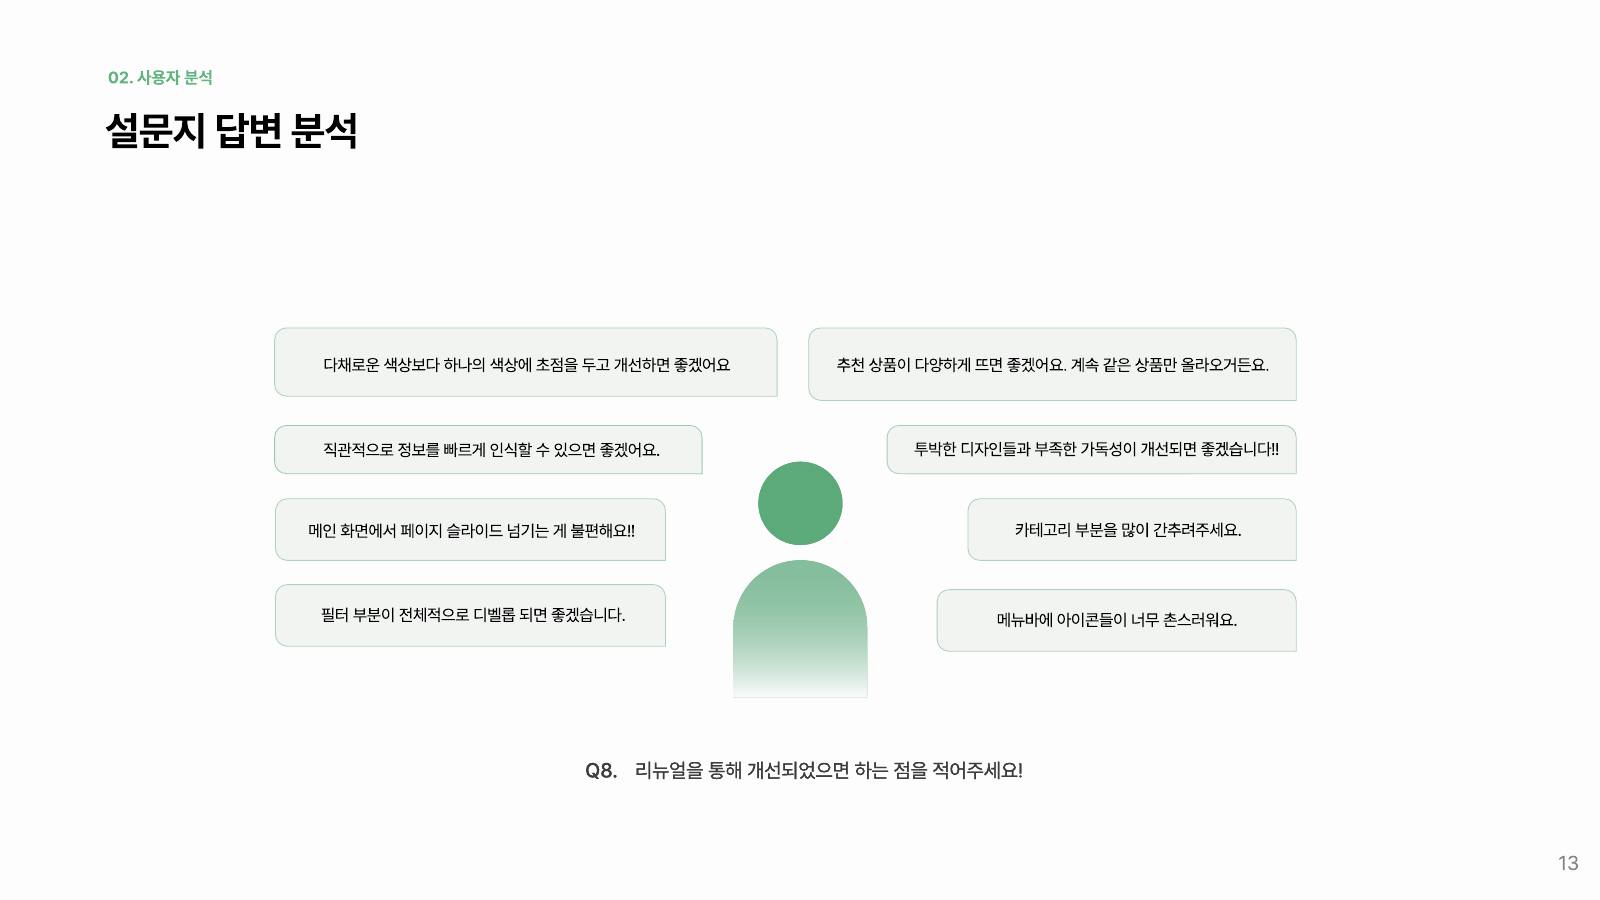 02. 사용자 분석
설문지 답변 분석
다채로운 색상보다 하나의 색상에 초점을 두고 개선하면 좋겠어요
추천 상품이 다양하게 뜨면 좋겠어요. 계속 같은 상품만 올라오거든요.
직관적으로 정보를 빠르게 인식할 수 있으면 좋겠어요.
투박한 디자인들과 부족한 가독성이 개선되면 좋겠습니다!!
메인 화면에서 페이지 슬라이드 넘기는 게 불편해요!!
카테고리 부분을 많이 간추려주세요.
필터 부분이 전체적으로 디벨롭 되면 좋겠습니다.
메뉴바에 아이콘들이 너무 촌스러워요.
Q8. 리뉴얼을 통해 개선되었으면 하는 점을 적어주세요!
13